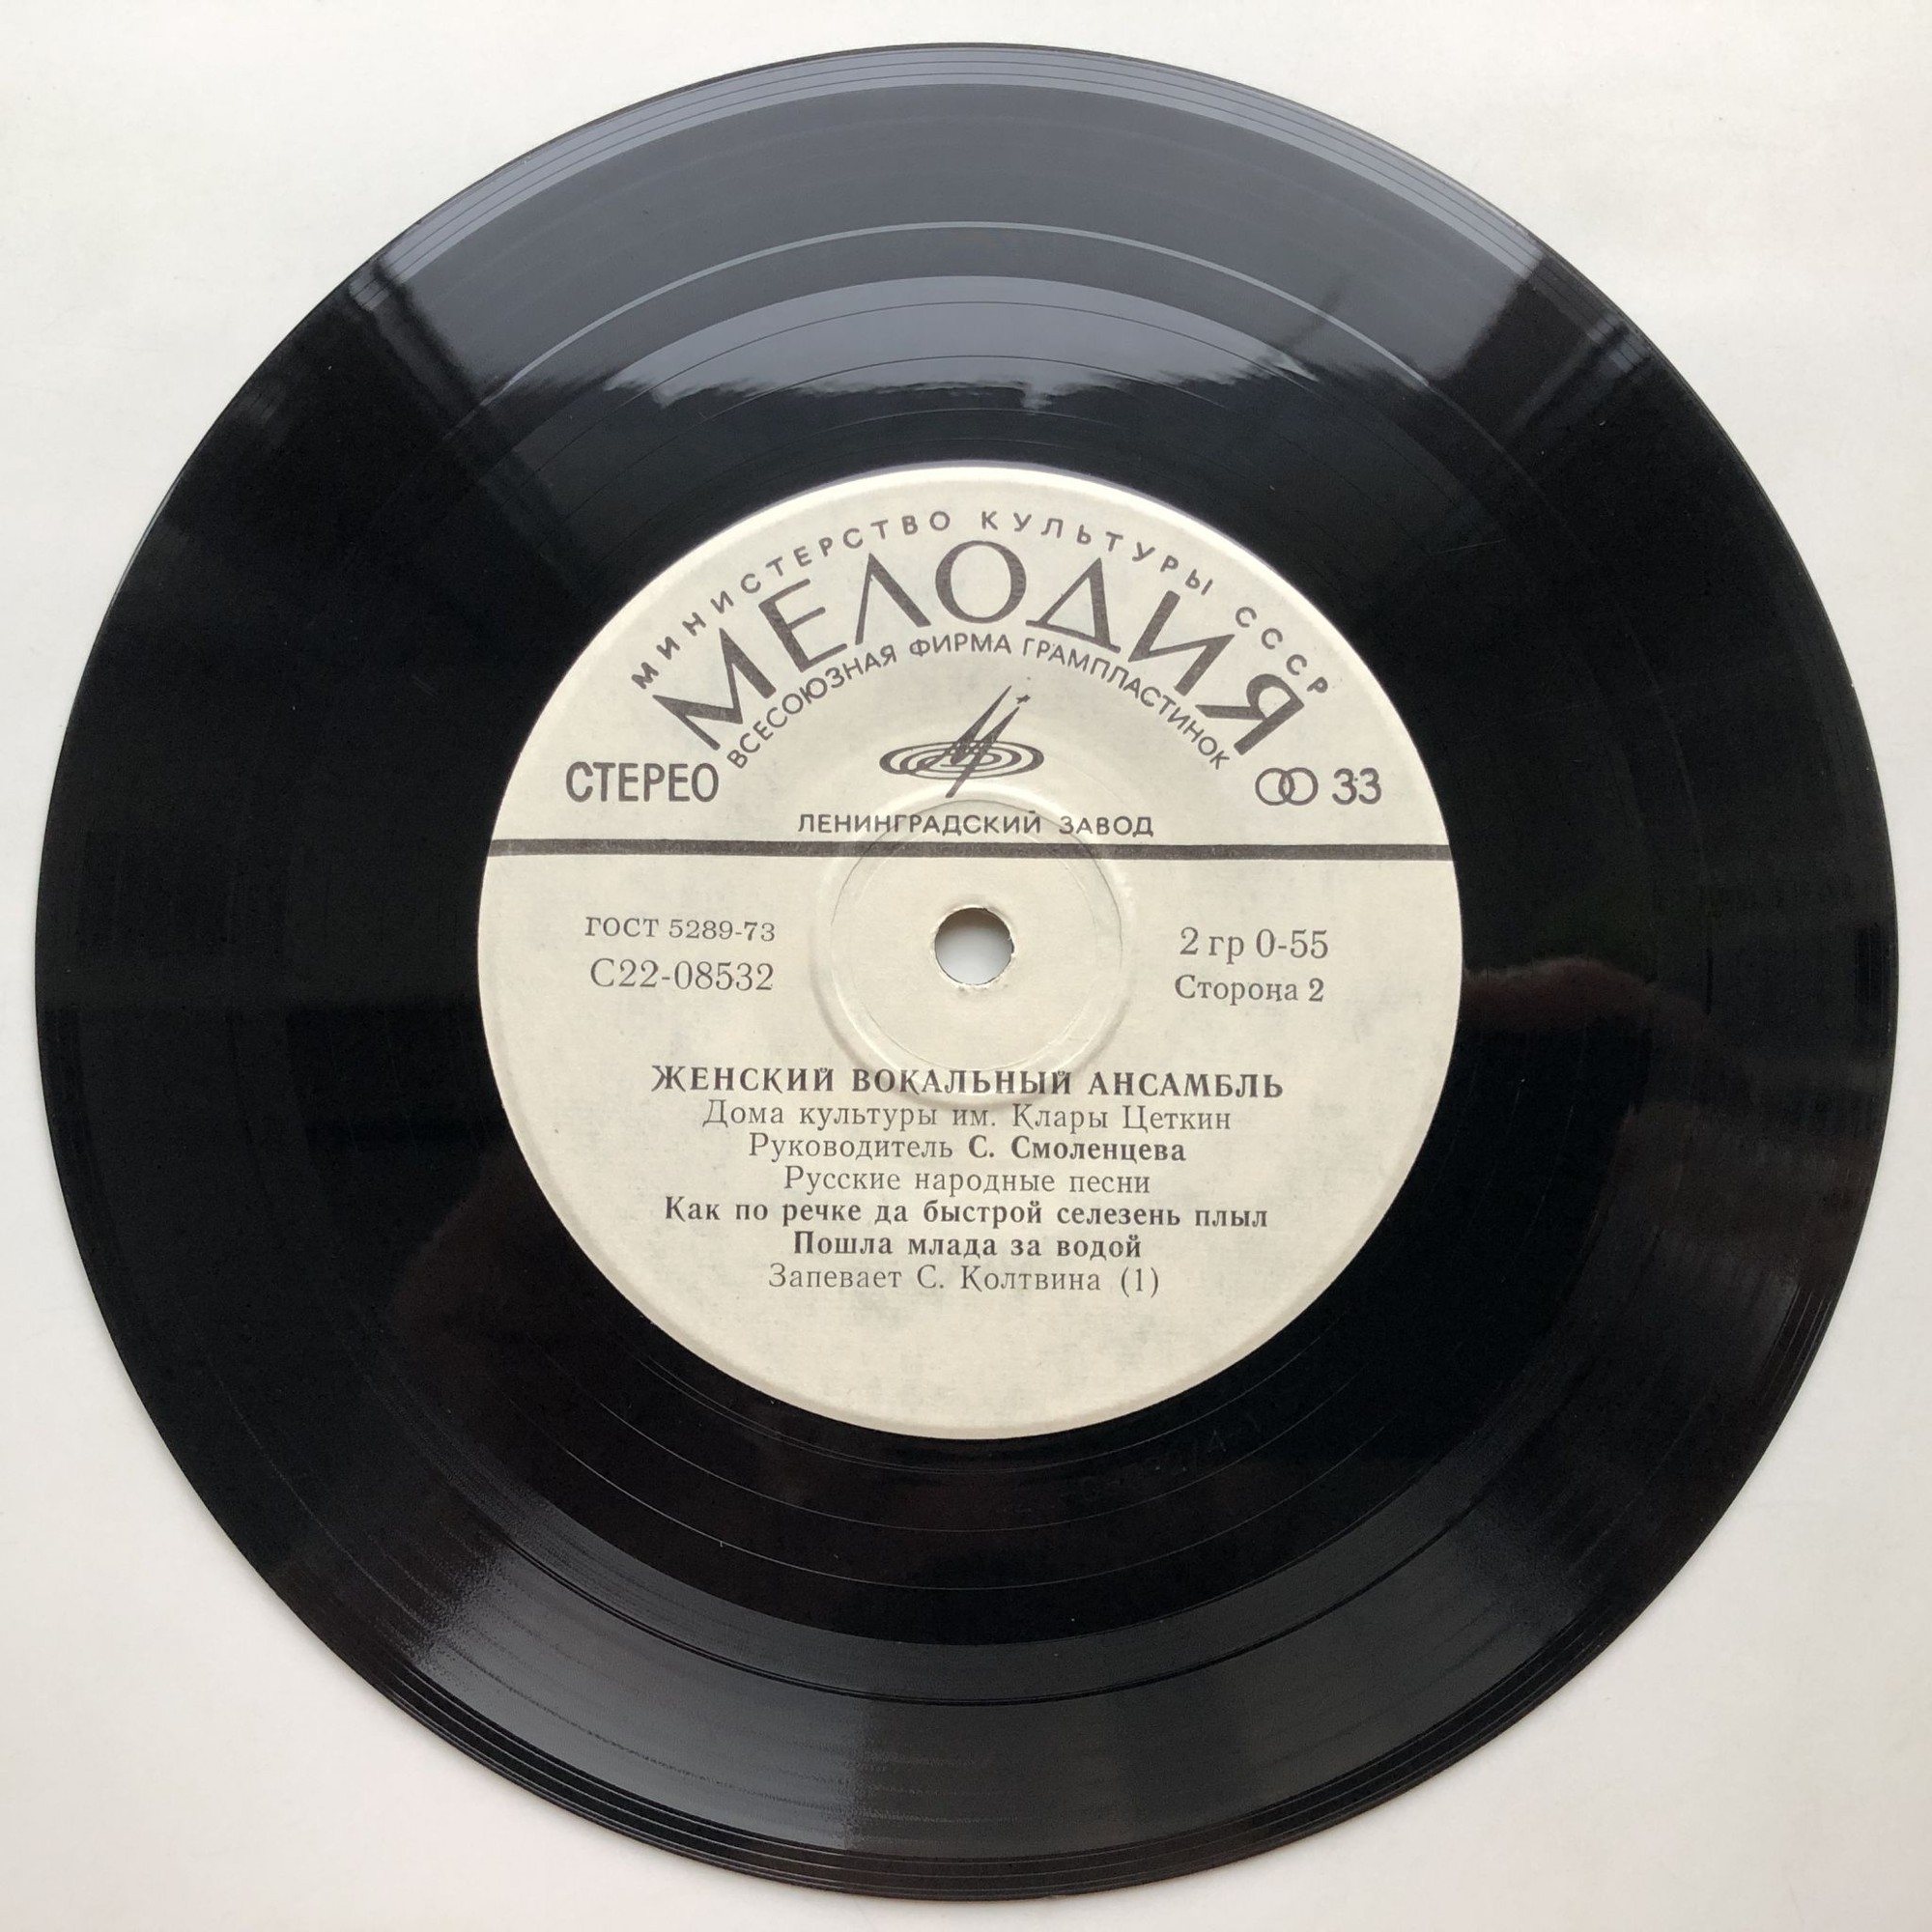 МИНИСТЕРСТВО КУЛЬТУРЫ СССР
МЕЛОДИЯ
ВСЕСОЮЗНАЯ ФИРМА ГРАМПЛАСТИНОК
СТЕРЕО
33
ЛЕНИНГРАДСКИЙ ЗАВОД
ГОСТ 5289-73
С22-08532
2 гр 0-55
Сторона 2
ЖЕНСКИЙ ВОКАЛЬНЫЙ АНСАМБЛЬ
Дома культуры им. Клары Цеткин
Руководитель С. Смоленцева
Русские народные песни
Как по речке да быстрой селезень плыл
Пошла млада за водой
Запевает С. Колтвина (1)